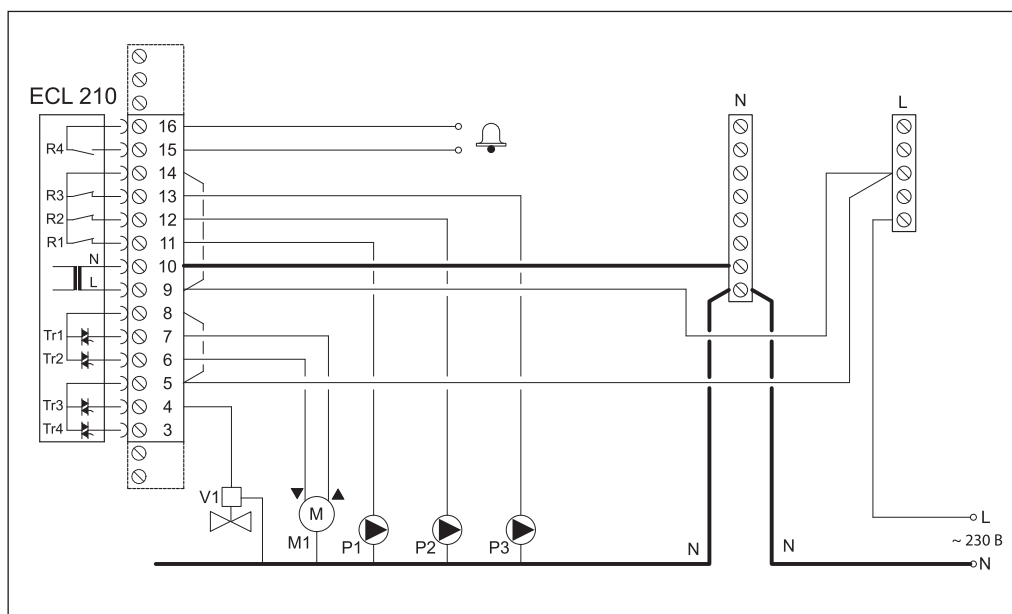 ECL 210
N
L
R4
R3
R2
R1
N
L
Tr1
Tr2
Tr3
Tr4
16
15
14
13
12
11
10
9
8
7
6
5
4
3
V1
M
M1
P1
P2
P3
N
N
L
~ 230 В
N